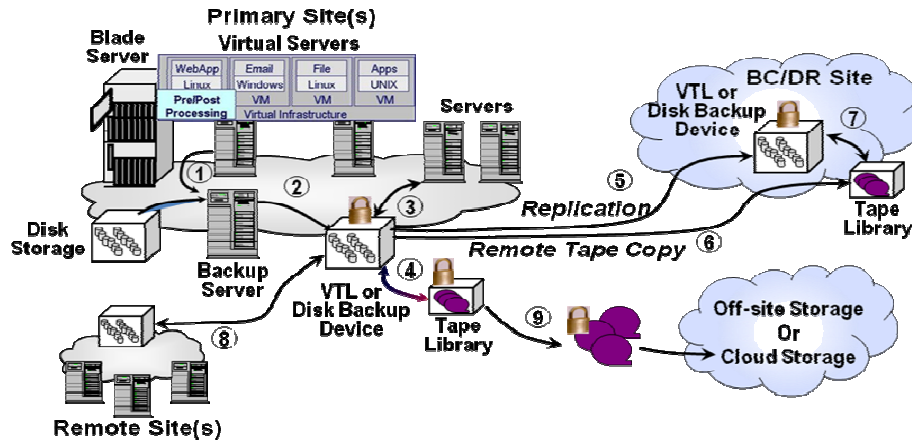 Primary Site(s)
Blade
Server
Virtual Servers
WebApp
Linux
Pre/Post
Processing
Email
Windows
VM
File
Linux
VM
Apps
UNIX
VM
Virtual Infrastructure
Servers
BC/DR Site
VTL or
Disk Backup
Device
7
Tape
Library
1
2
3
5
Replication
Remote Tape Copy
6
Disk
Storage
Backup
Server
VTL or
Disk Backup
Device
4
Tape
Library
8
9
Off-site Storage
Or
Cloud Storage
Remote Site(s)